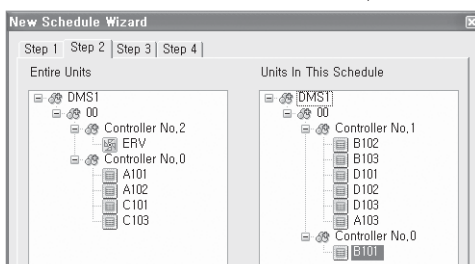 New Schedule Wizard
Step 1 Step 2 Step 3 Step 4
Entire Units
DMS1
00
Controller No,2
ERV
Controller No,0
A101
A102
C101
C103
Units In This Schedule
DMS1
00
Controller No,1
B102
B103
D101
D102
D103
A103
Controller No,0
B101